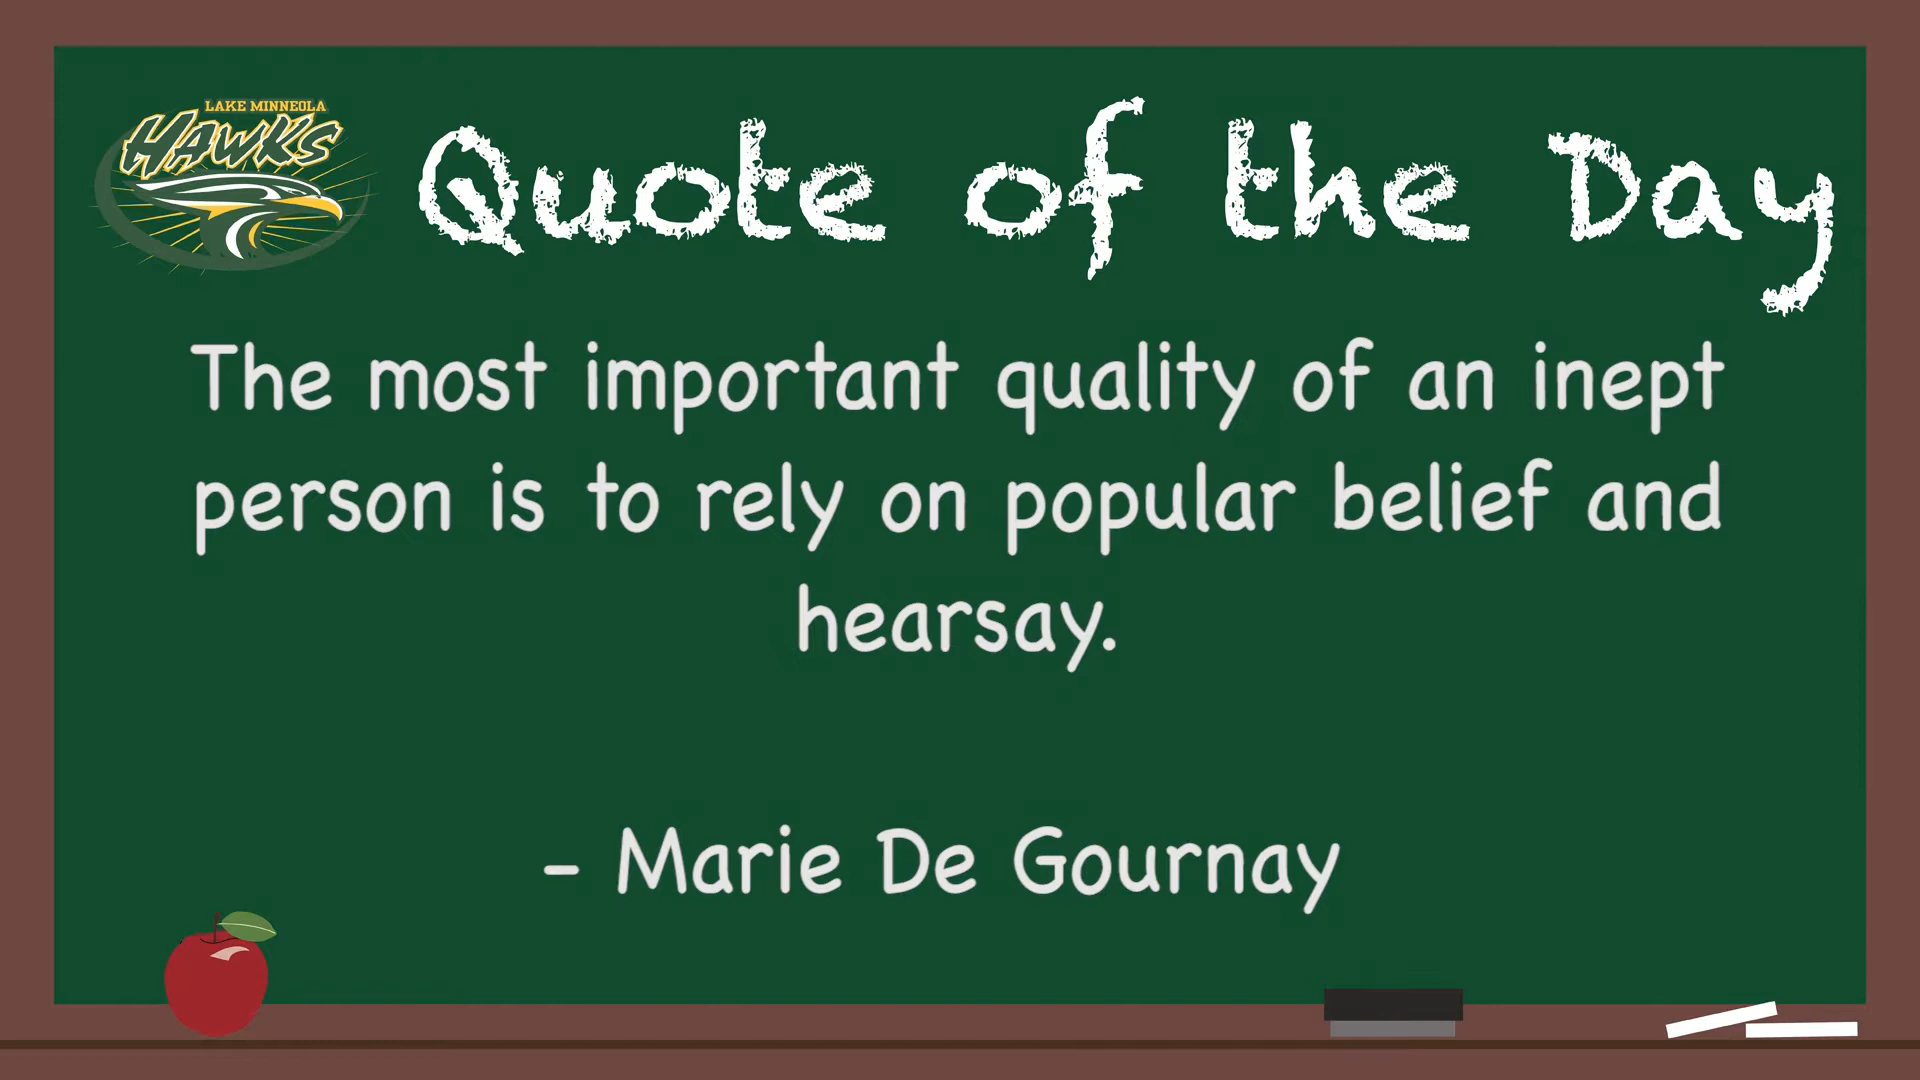 LAKE MINNEOLA
HAWKS
Quote of the Day
The most important quality of an inept
person is to rely on popular belief and
hearsay.
- Marie De Gournay